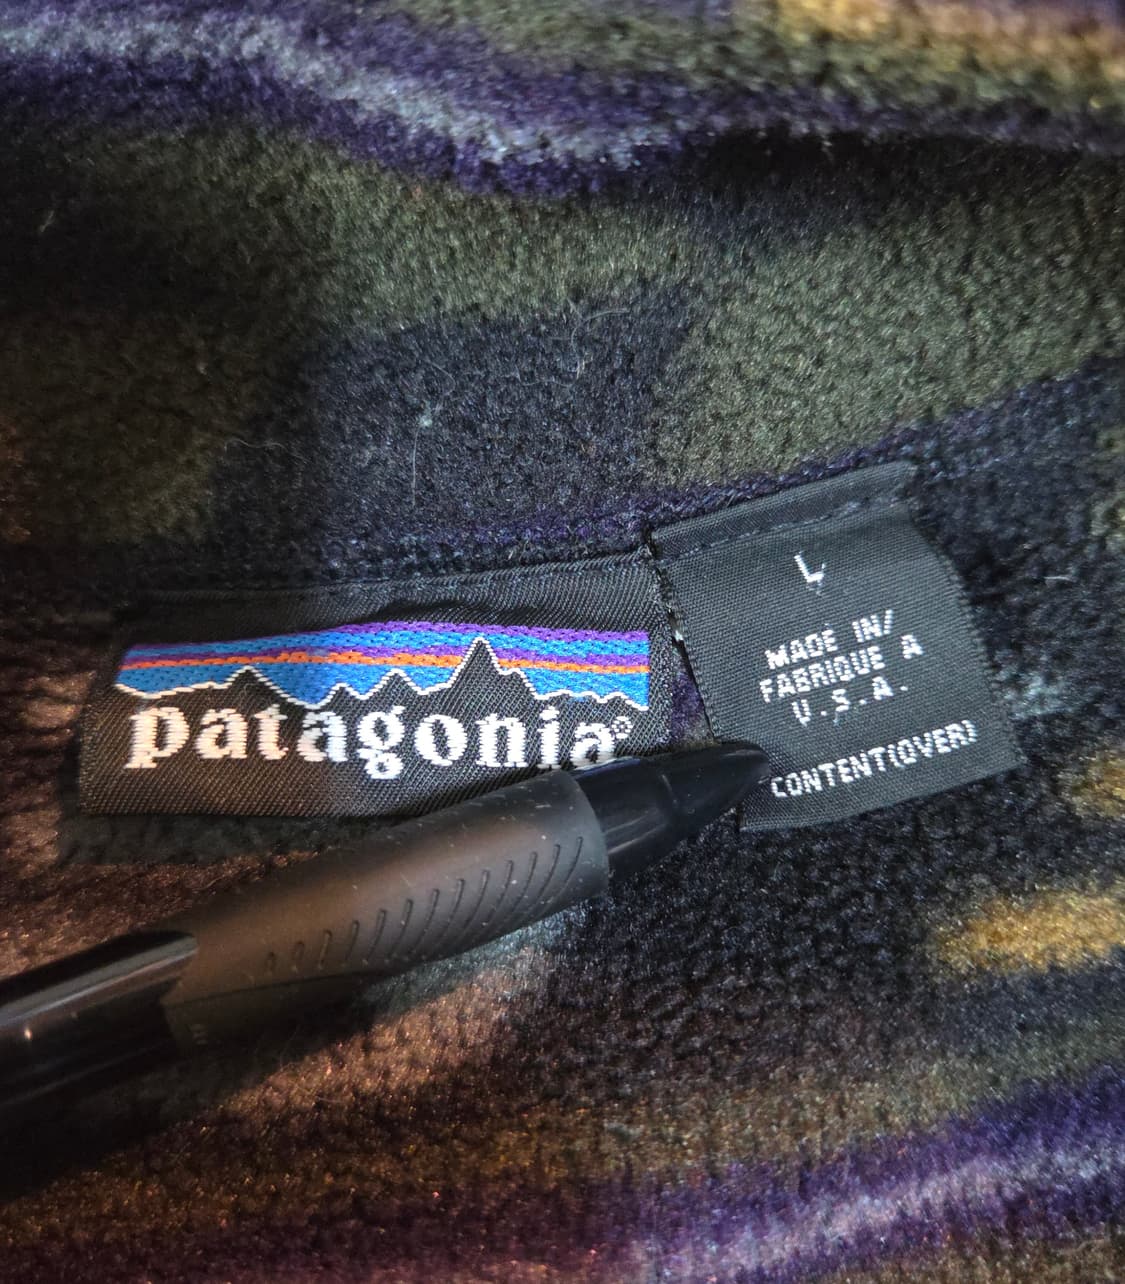 patagonia®
L
MADE IN/
FABRIQUE A
U.S.A.
CONTENT(OVER)